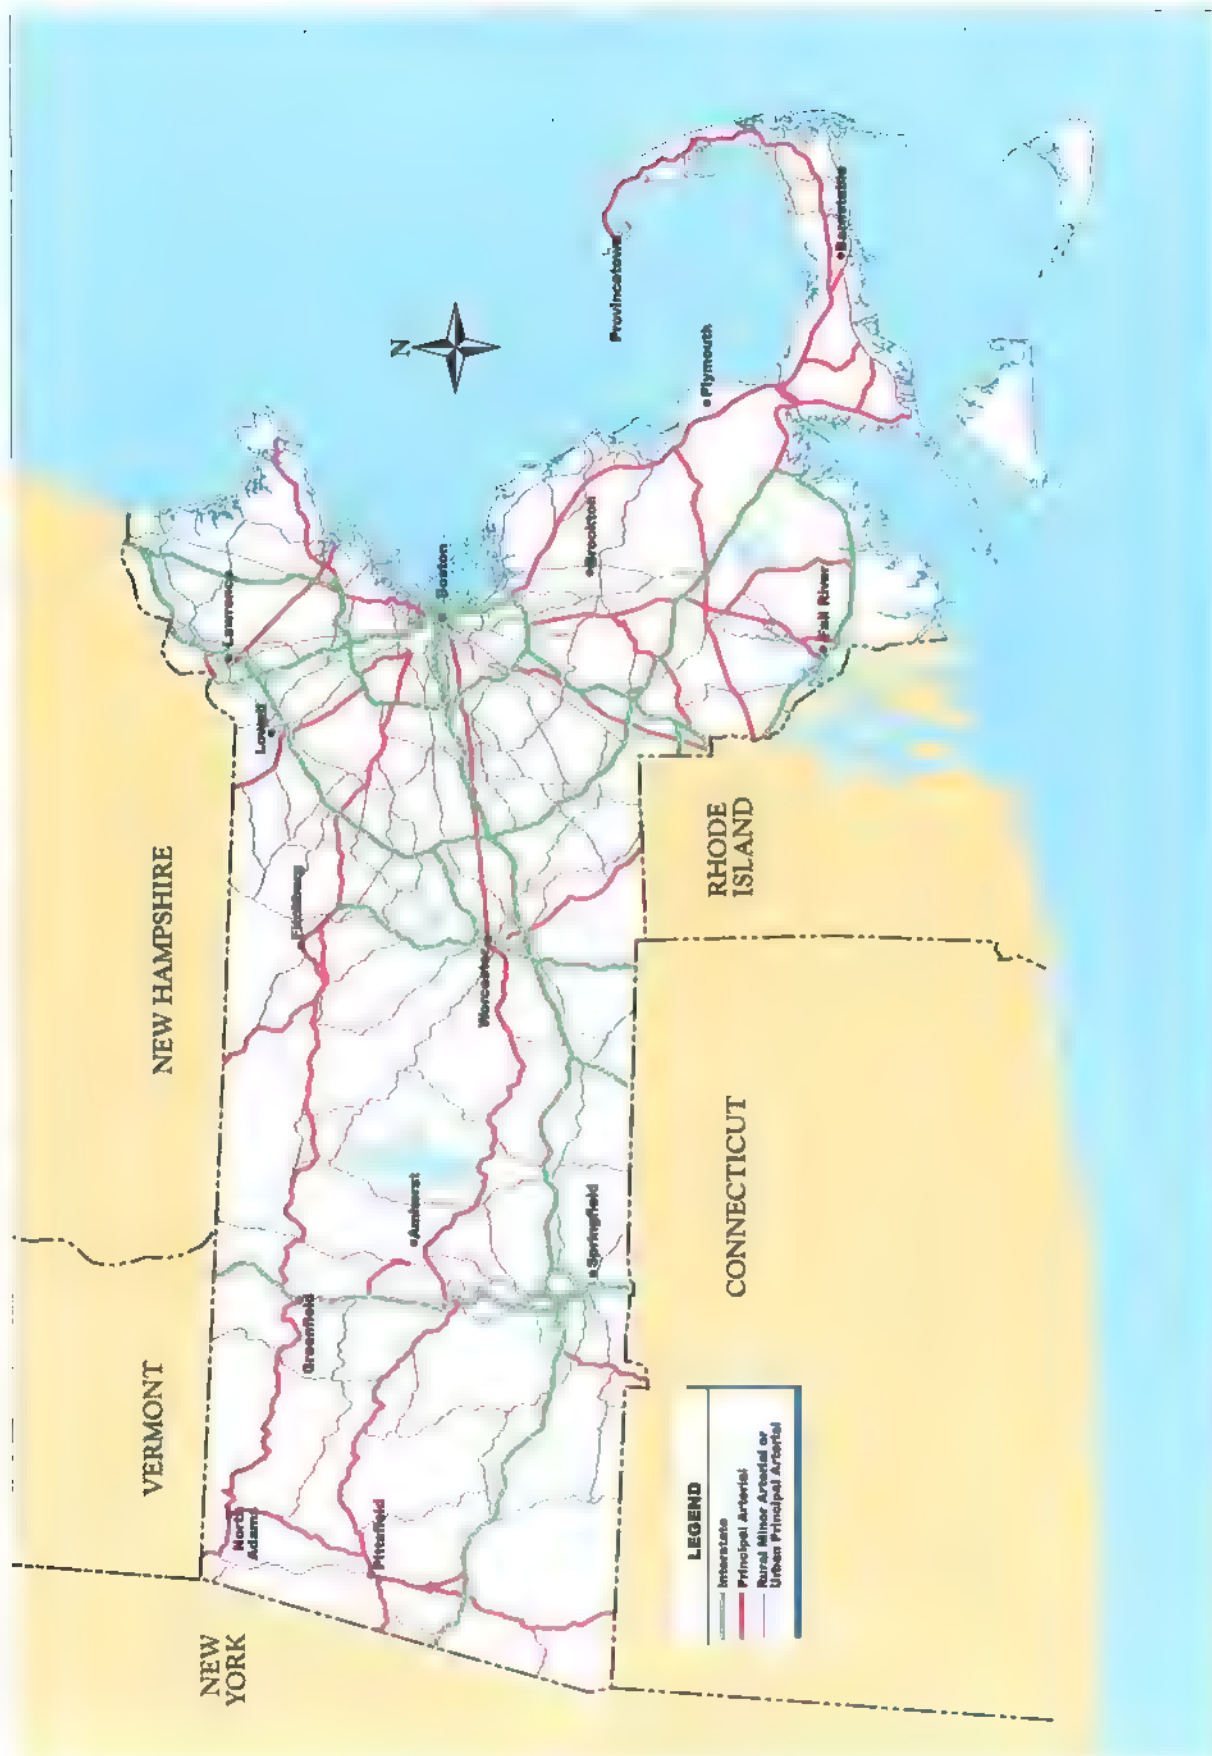 NEW
YORK
VERMONT
NEW HAMPSHIRE
North
Adams
Greenfield
Pittsfield
Amherst
Springfield
Worcester
Fitchburg
Lowell
Lawrence
Boston
Brockton
Plymouth
Provincetown
Barnstable
Fall River
N
CONNECTICUT
RHODE
ISLAND
LEGEND
Interstate
Principal Arterial
Rural Minor Arterial or
Urban Principal Arterial